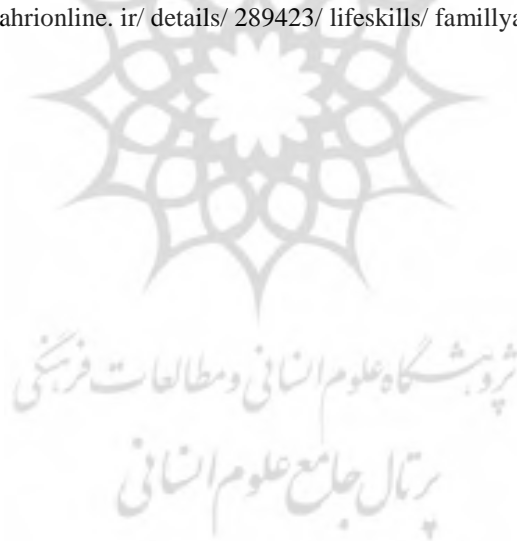 ahrionline. ir/ details/ 289423/ lifeskills/ famillya
پژوهشگاه علوم انسانی و مطالعات فرهنگی
پرتال جامع علوم انسانی